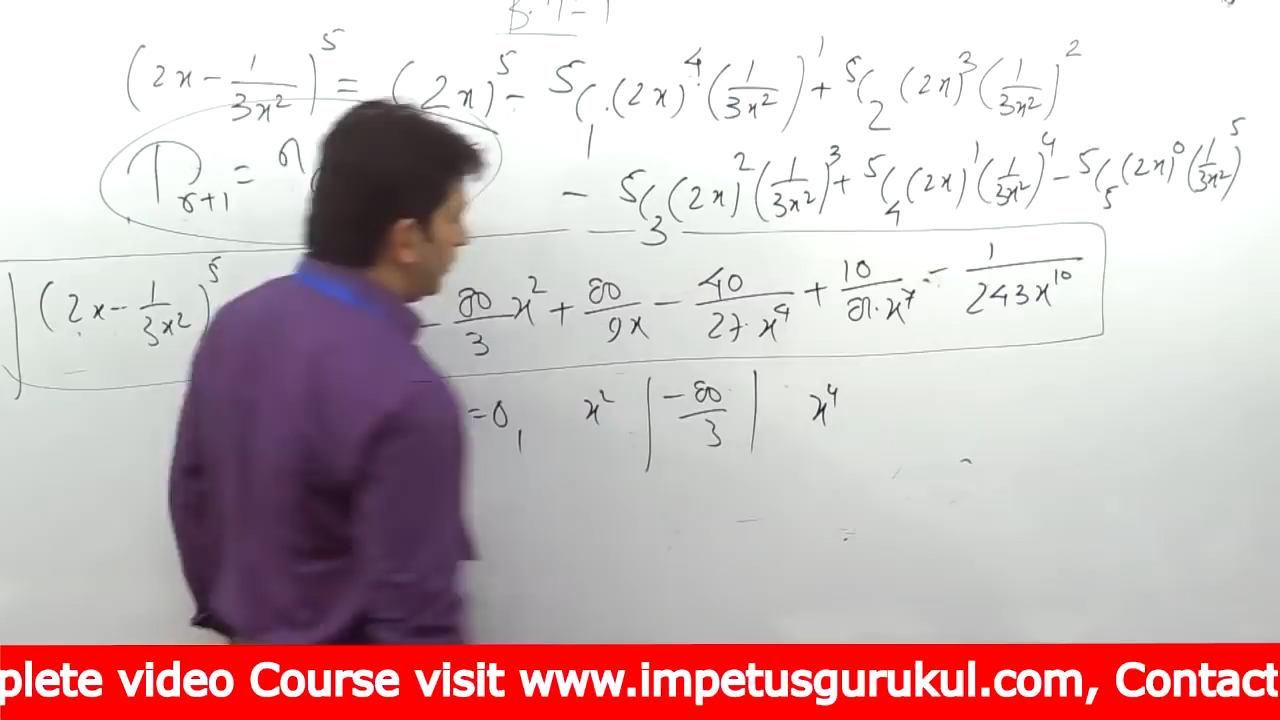 B.T-1
(2x - 1/3x²)⁵ = (2x)⁵ - ⁵C₁ (2x)⁴ (1/3x²)¹ + ⁵C₂ (2x)³ (1/3x²)²
- ⁵C₃ (2x)² (1/3x²)³ + ⁵C₄ (2x)¹ (1/3x²)⁴ - ⁵C₅ (2x)⁰ (1/3x²)⁵
Tr+1 = n
(2x - 1/3x²)⁵ - 80/3 x² + 80/9x - 40/27·x⁴ + 10/81·x⁷ - 1/243x¹⁰
=0, x² | -80/3 | x⁴
plete video Course visit www.impetusgurukul.com, Contact